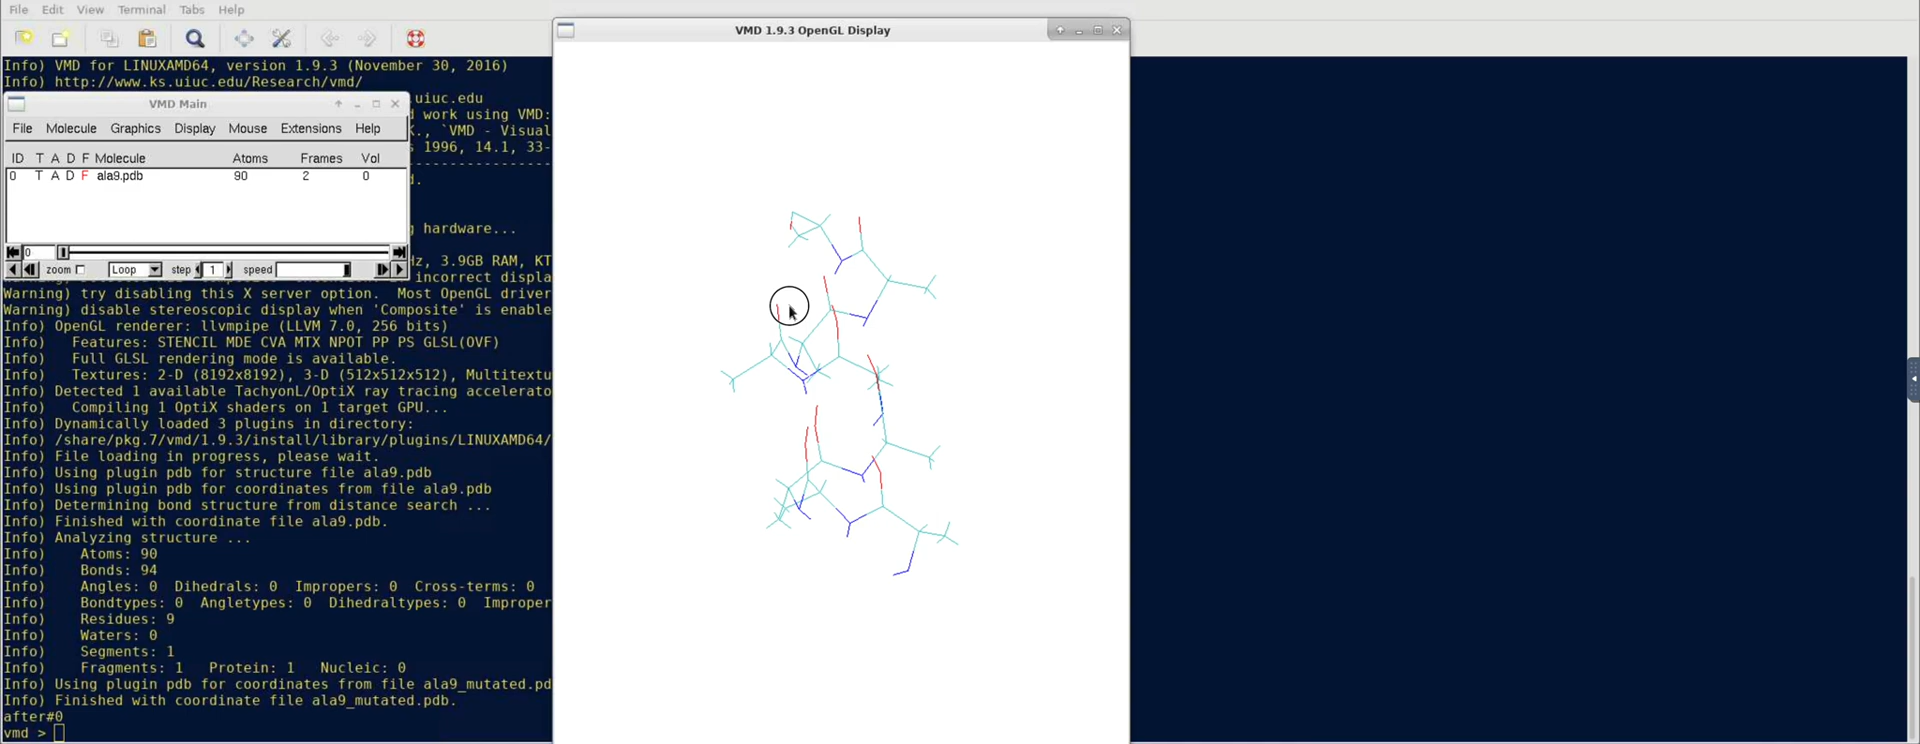 File Edit View Terminal Tabs Help
VMD 1.9.3 OpenGL Display
Info) VMD for LINUXAMD64, version 1.9.3 (November 30, 2016)
Info) http://www.ks.uiuc.edu/Research/vmd/
VMD Main
.uiuc.edu
File Molecule Graphics Display Mouse Extensions Help
work using VMD:
., `VMD - Visual
s 1996, 14.1, 33-
ID T A D F Molecule Atoms Frames Vol
0 T A D F ala9.pdb 90 2 0
d.
g hardware...
0
zoom Loop step 1 speed
Hz, 3.9GB RAM, KT
incorrect displa
Warning) try disabling this X server option.  Most OpenGL driver
Warning) disable stereoscopic display when 'Composite' is enable
Info) OpenGL renderer: llvmpipe (LLVM 7.0, 256 bits)
Info)   Features: STENCIL MDE CVA MTX NPOT PP PS GLSL(OVF)
Info)   Full GLSL rendering mode is available.
Info)   Textures: 2-D (8192x8192), 3-D (512x512x512), Multitextu
Info) Detected 1 available TachyonL/OptiX ray tracing accelerato
Info)   Compiling 1 OptiX shaders on 1 target GPU...
Info) Dynamically loaded 3 plugins in directory:
Info) /share/pkg.7/vmd/1.9.3/install/library/plugins/LINUXAMD64/
Info) File loading in progress, please wait.
Info) Using plugin pdb for structure file ala9.pdb
Info) Using plugin pdb for coordinates from file ala9.pdb
Info) Determining bond structure from distance search ...
Info) Finished with coordinate file ala9.pdb.
Info) Analyzing structure ...
Info)    Atoms: 90
Info)    Bonds: 94
Info)    Angles: 0  Dihedrals: 0  Impropers: 0  Cross-terms: 0
Info)    Bondtypes: 0  Angletypes: 0  Dihedraltypes: 0  Improper
Info)    Residues: 9
Info)    Waters: 0
Info)    Segments: 1
Info)    Fragments: 1   Protein: 1   Nucleic: 0
Info) Using plugin pdb for coordinates from file ala9_mutated.pd
Info) Finished with coordinate file ala9_mutated.pdb.
after#0
vmd >